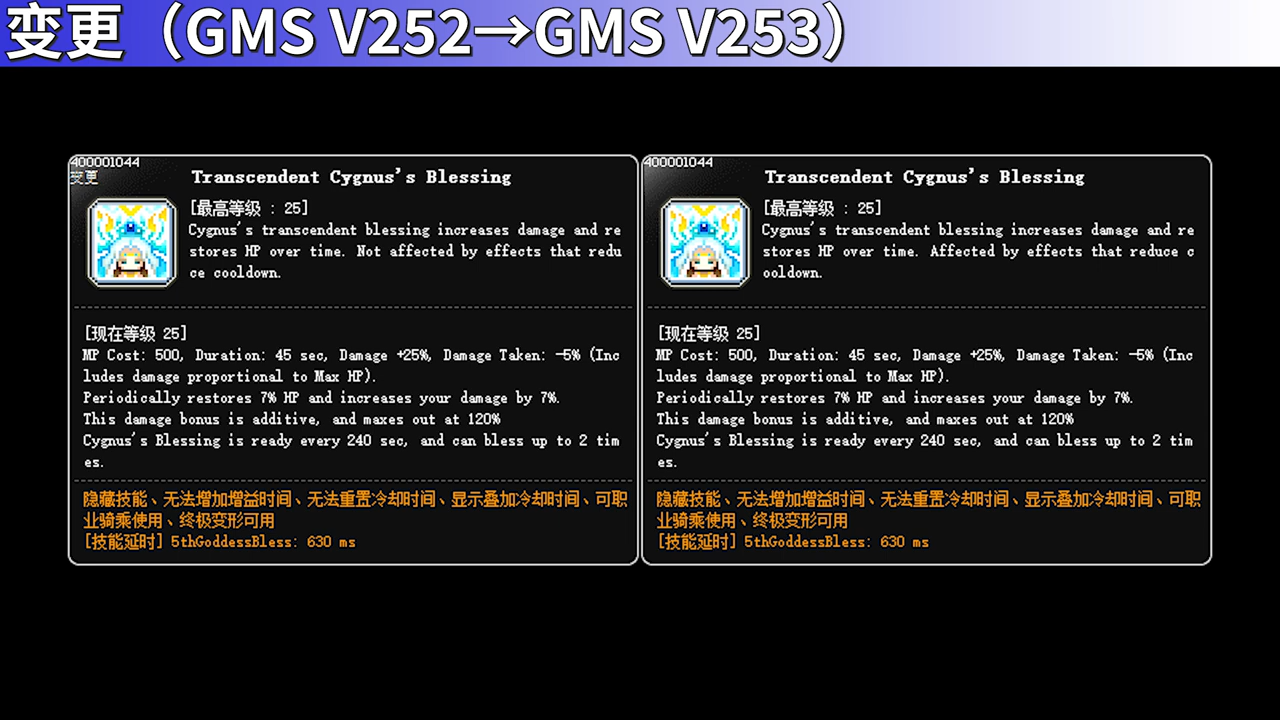 变更（GMS V252→GMS V253）
400001044
变更
Transcendent Cygnus's Blessing
[最高等级 : 25]
Cygnus's transcendent blessing increases damage and re
stores HP over time. Not affected by effects that redu
ce cooldown.
[现在等级 25]
MP Cost: 500, Duration: 45 sec, Damage +25%, Damage Taken: -5% (Inc
ludes damage proportional to Max HP).
Periodically restores 7% HP and increases your damage by 7%.
This damage bonus is additive, and maxes out at 120%
Cygnus's Blessing is ready every 240 sec, and can bless up to 2 tim
es.
隐藏技能、无法增加增益时间、无法重置冷却时间、显示叠加冷却时间、可职
业骑乘使用、终极变形可用
[技能延时] 5thGoddessBless: 630 ms
400001044
Transcendent Cygnus's Blessing
[最高等级 : 25]
Cygnus's transcendent blessing increases damage and re
stores HP over time. Affected by effects that reduce c
ooldown.
[现在等级 25]
MP Cost: 500, Duration: 45 sec, Damage +25%, Damage Taken: -5% (Inc
ludes damage proportional to Max HP).
Periodically restores 7% HP and increases your damage by 7%.
This damage bonus is additive, and maxes out at 120%
Cygnus's Blessing is ready every 240 sec, and can bless up to 2 tim
es.
隐藏技能、无法增加增益时间、无法重置冷却时间、显示叠加冷却时间、可职
业骑乘使用、终极变形可用
[技能延时] 5thGoddessBless: 630 ms